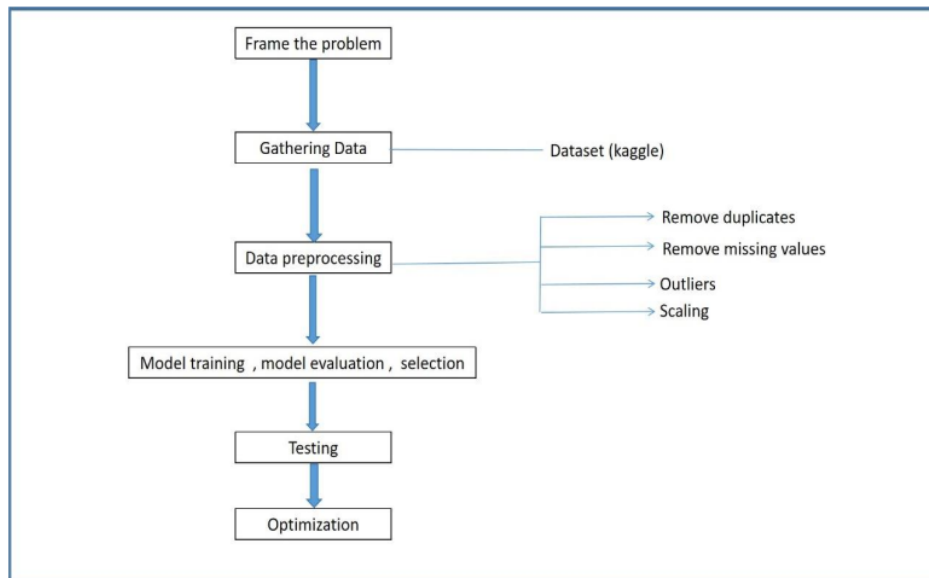 Frame the problem
Gathering Data
Dataset (kaggle)
Remove duplicates
Remove missing values
Data preprocessing
Outliers
Scaling
Model training , model evaluation , selection
Testing
Optimization